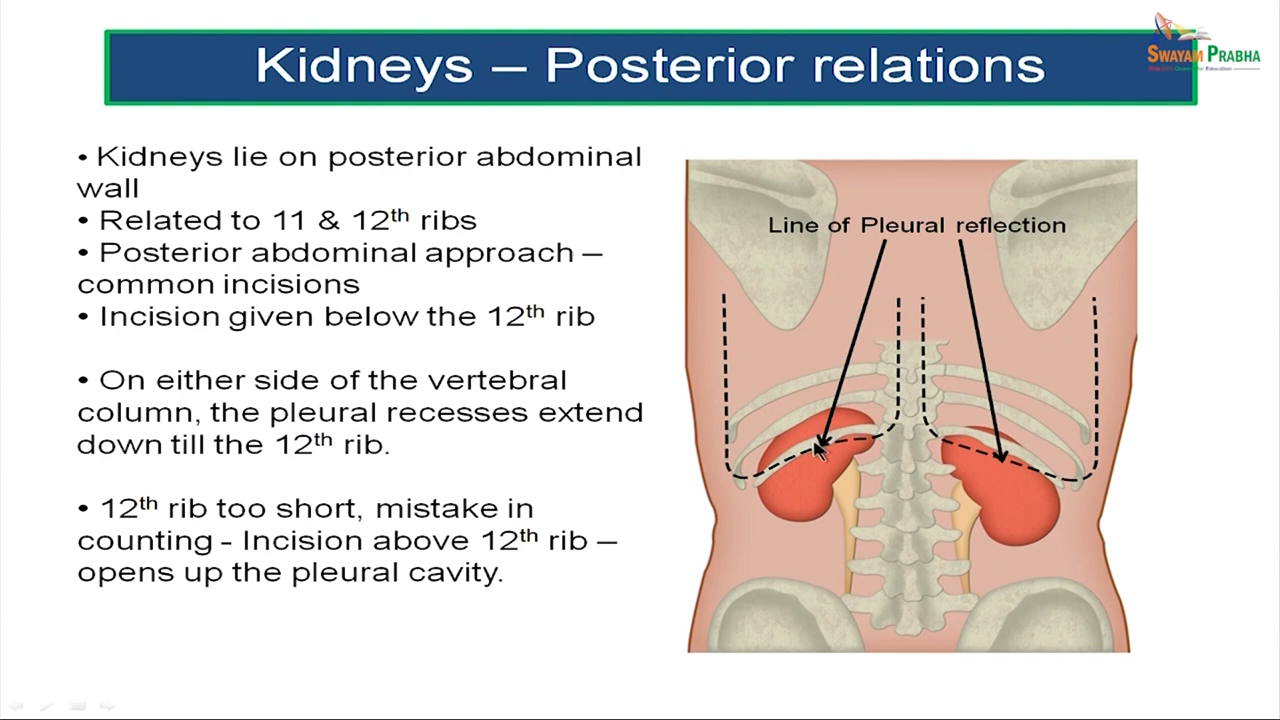 Kidneys – Posterior relations
SWAYAM PRABHA
• Kidneys lie on posterior abdominal
wall
• Related to 11 & 12th ribs
• Posterior abdominal approach –
common incisions
• Incision given below the 12th rib
• On either side of the vertebral
column, the pleural recesses extend
down till the 12th rib.
• 12th rib too short, mistake in
counting - Incision above 12th rib –
opens up the pleural cavity.
Line of Pleural reflection